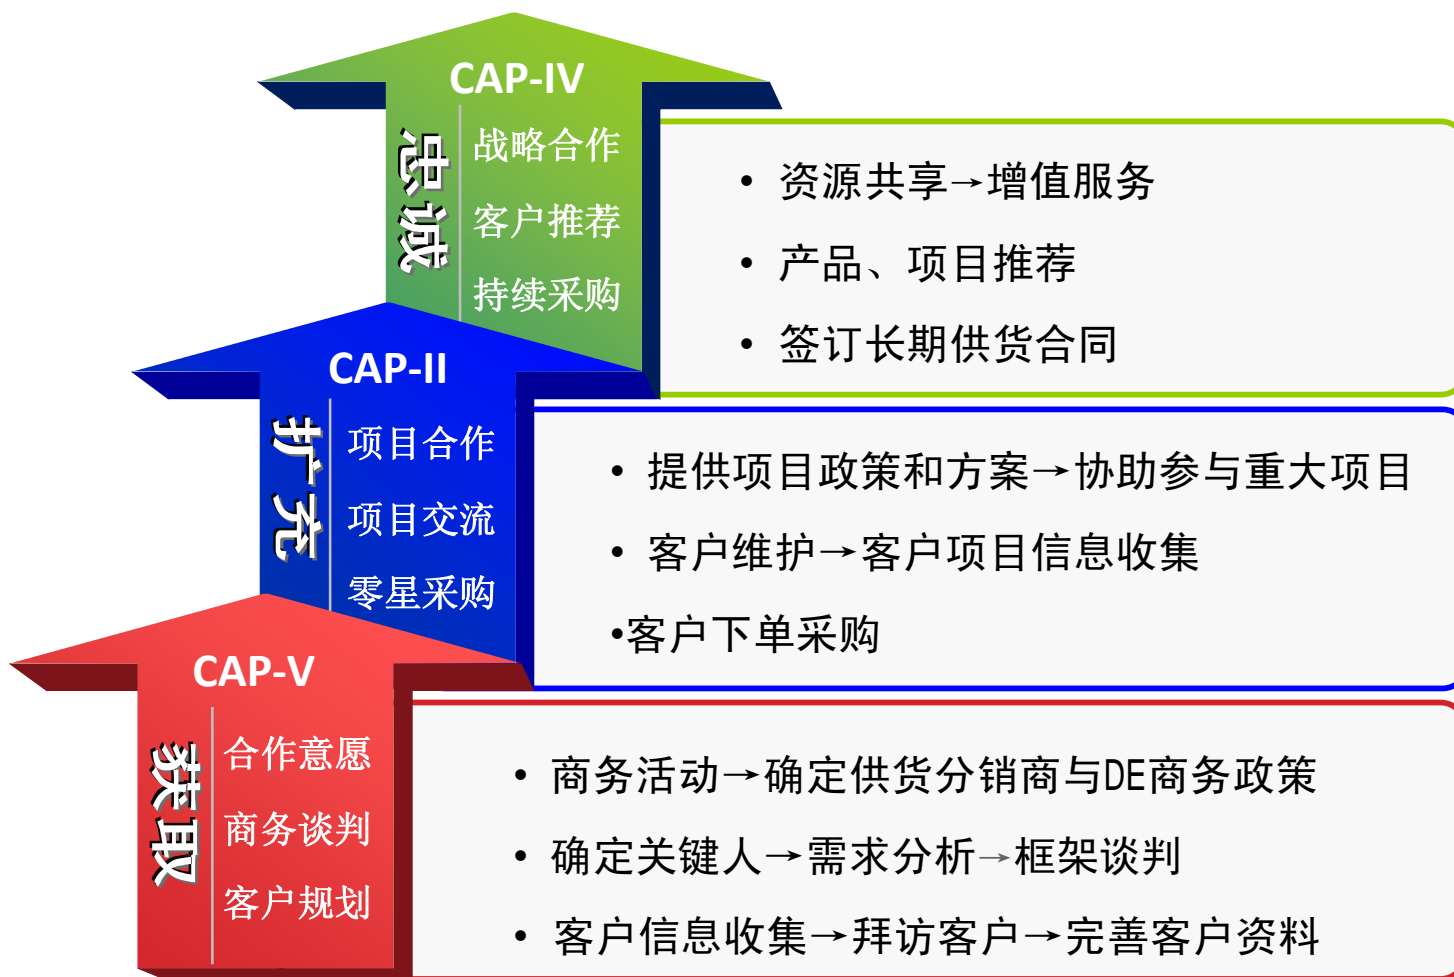 CAP-IV
忠诚
战略合作
客户推荐
持续采购
• 资源共享→增值服务
• 产品、项目推荐
• 签订长期供货合同
CAP-II
扩充
项目合作
项目交流
零星采购
• 提供项目政策和方案→协助参与重大项目
• 客户维护→客户项目信息收集
•客户下单采购
CAP-V
获取
合作意愿
商务谈判
客户规划
• 商务活动→确定供货分销商与DE商务政策
• 确定关键人→需求分析→框架谈判
• 客户信息收集→拜访客户→完善客户资料